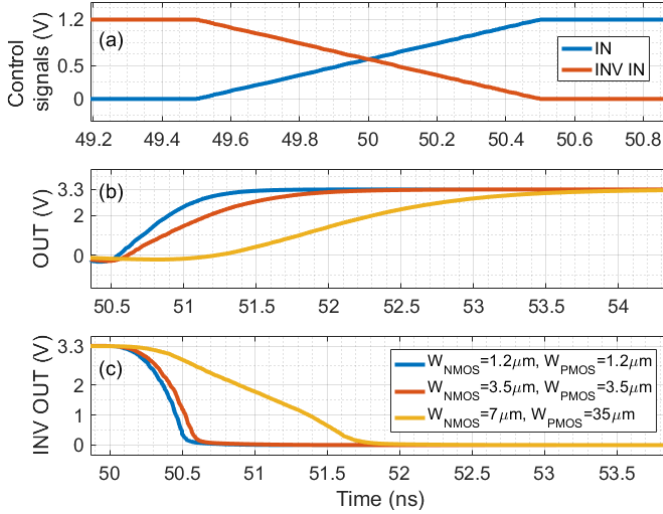 Control
signals (V)
1.2
0.5
0
(a)
IN
INV IN
49.2 49.4 49.6 49.8 50 50.2 50.4 50.6 50.8
OUT (V)
3.3
2
0
(b)
50.5 51 51.5 52 52.5 53 53.5 54
INV OUT (V)
3.3
2
1
0
(c)
W_NMOS=1.2μm, W_PMOS=1.2μm
W_NMOS=3.5μm, W_PMOS=3.5μm
W_NMOS=7μm, W_PMOS=35μm
50 50.5 51 51.5 52 52.5 53 53.5
Time (ns)